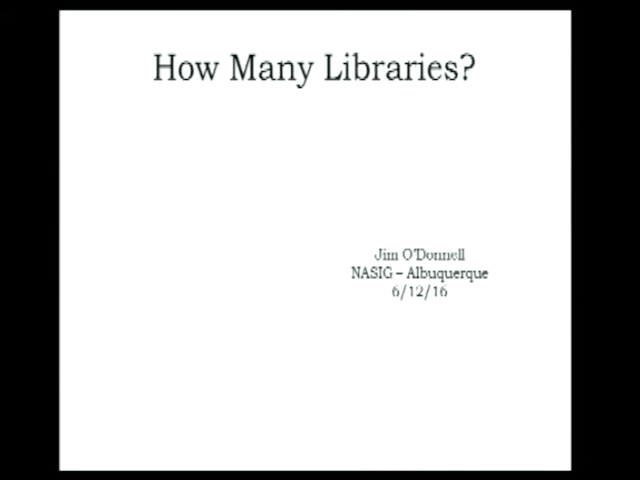 How Many Libraries?
Jim O'Donnell
NASIG – Albuquerque
6/12/16